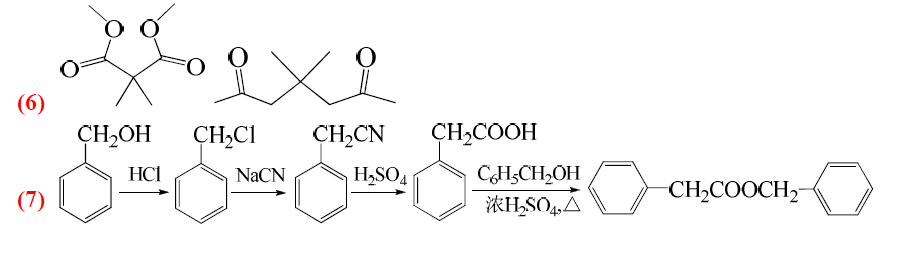 O O
O O O O
(6)
CH₂OH CH₂Cl CH₂CN CH₂COOH
HCl NaCN H₂SO₄ C₆H₅CH₂OH
(7) CH₂COOCH₂
浓H₂SO₄,△